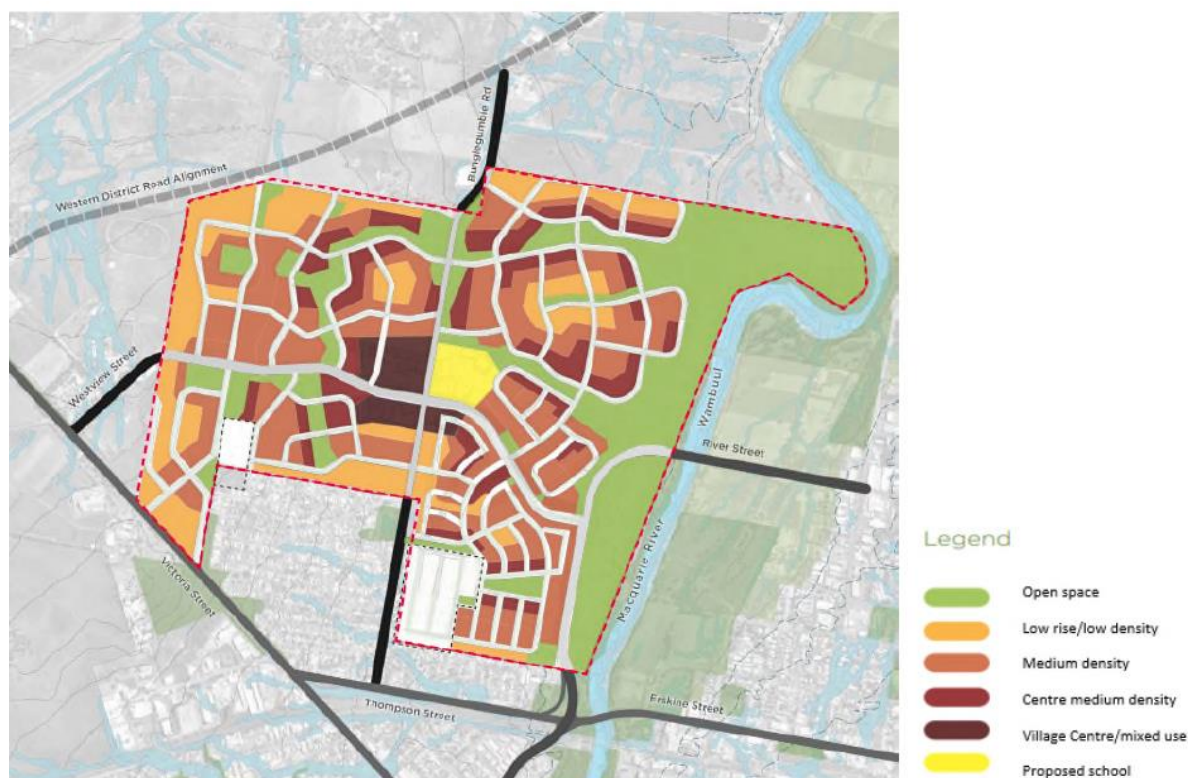 Western District Road Alignment
Bunglegumbie Rd
Westview Street
Victoria Street
Thompson Street
Erskine Street
River Street
Wambuul
Macquarie River
Legend
Open space
Low rise/low density
Medium density
Centre medium density
Village Centre/mixed use
Proposed school